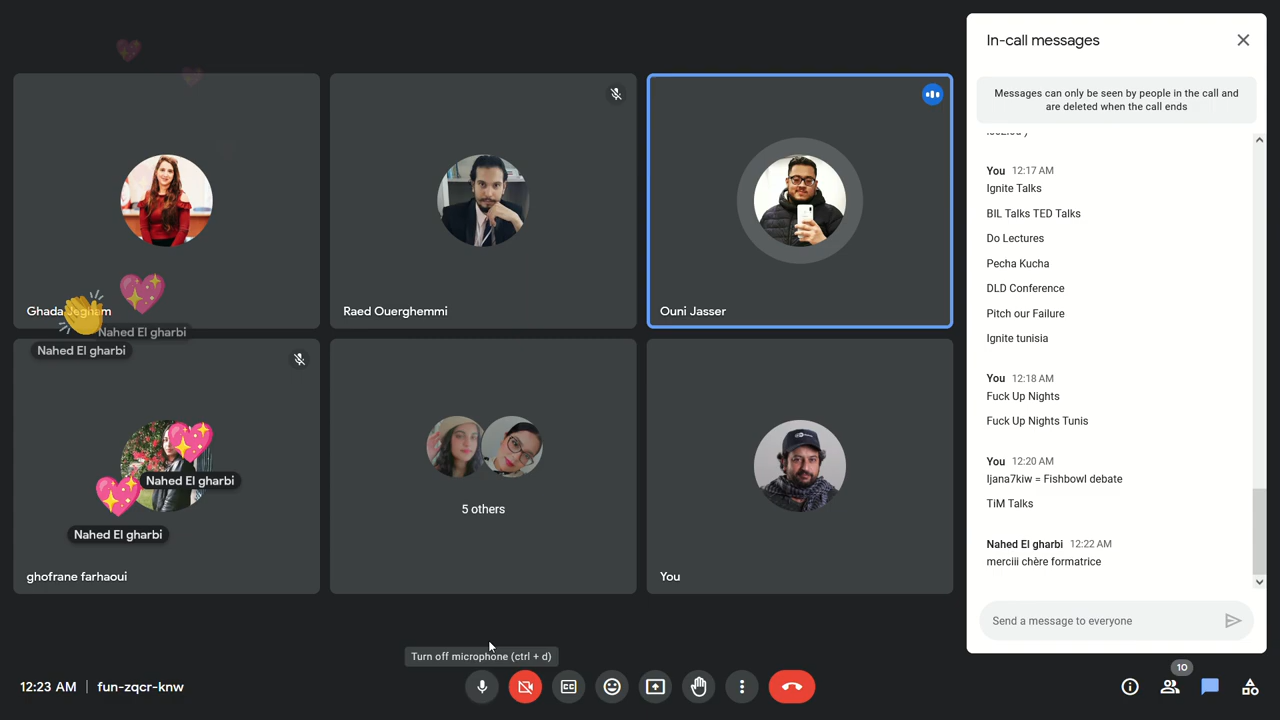 In-call messages
Messages can only be seen by people in the call and
are deleted when the call ends
You 12:17 AM
Ignite Talks
BIL Talks TED Talks
Do Lectures
Pecha Kucha
DLD Conference
Pitch our Failure
Ignite tunisia
You 12:18 AM
Fuck Up Nights
Fuck Up Nights Tunis
You 12:20 AM
Ijana7kiw = Fishbowl debate
TiM Talks
Nahed El gharbi 12:22 AM
merciii chère formatrice
Send a message to everyone
Ghada
Raed Ouerghemmi
Ouni Jasser
Nahed El gharbi
Nahed El gharbi
Nahed El gharbi
Nahed El gharbi
ghofrane farhaoui
5 others
You
Turn off microphone (ctrl + d)
12:23 AM | fun-zqcr-knw
10